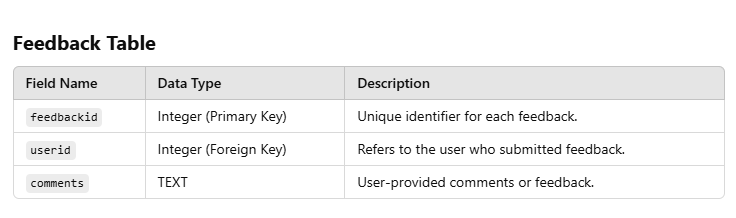 Feedback Table
Field Name Data Type Description
feedbackid Integer (Primary Key) Unique identifier for each feedback.
userid Integer (Foreign Key) Refers to the user who submitted feedback.
comments TEXT User-provided comments or feedback.